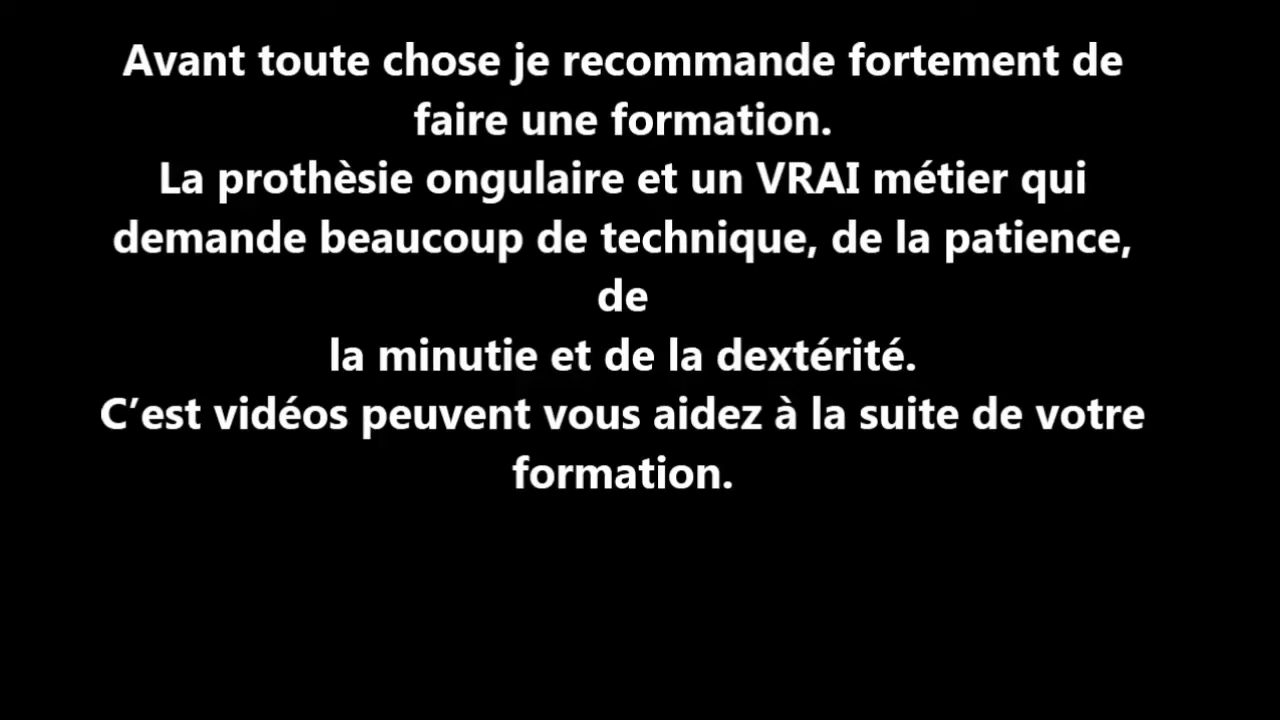 Avant toute chose je recommande fortement de
faire une formation.
La prothèsie ongulaire et un VRAI métier qui
demande beaucoup de technique, de la patience,
de
la minutie et de la dextérité.
C’est vidéos peuvent vous aidez à la suite de votre
formation.